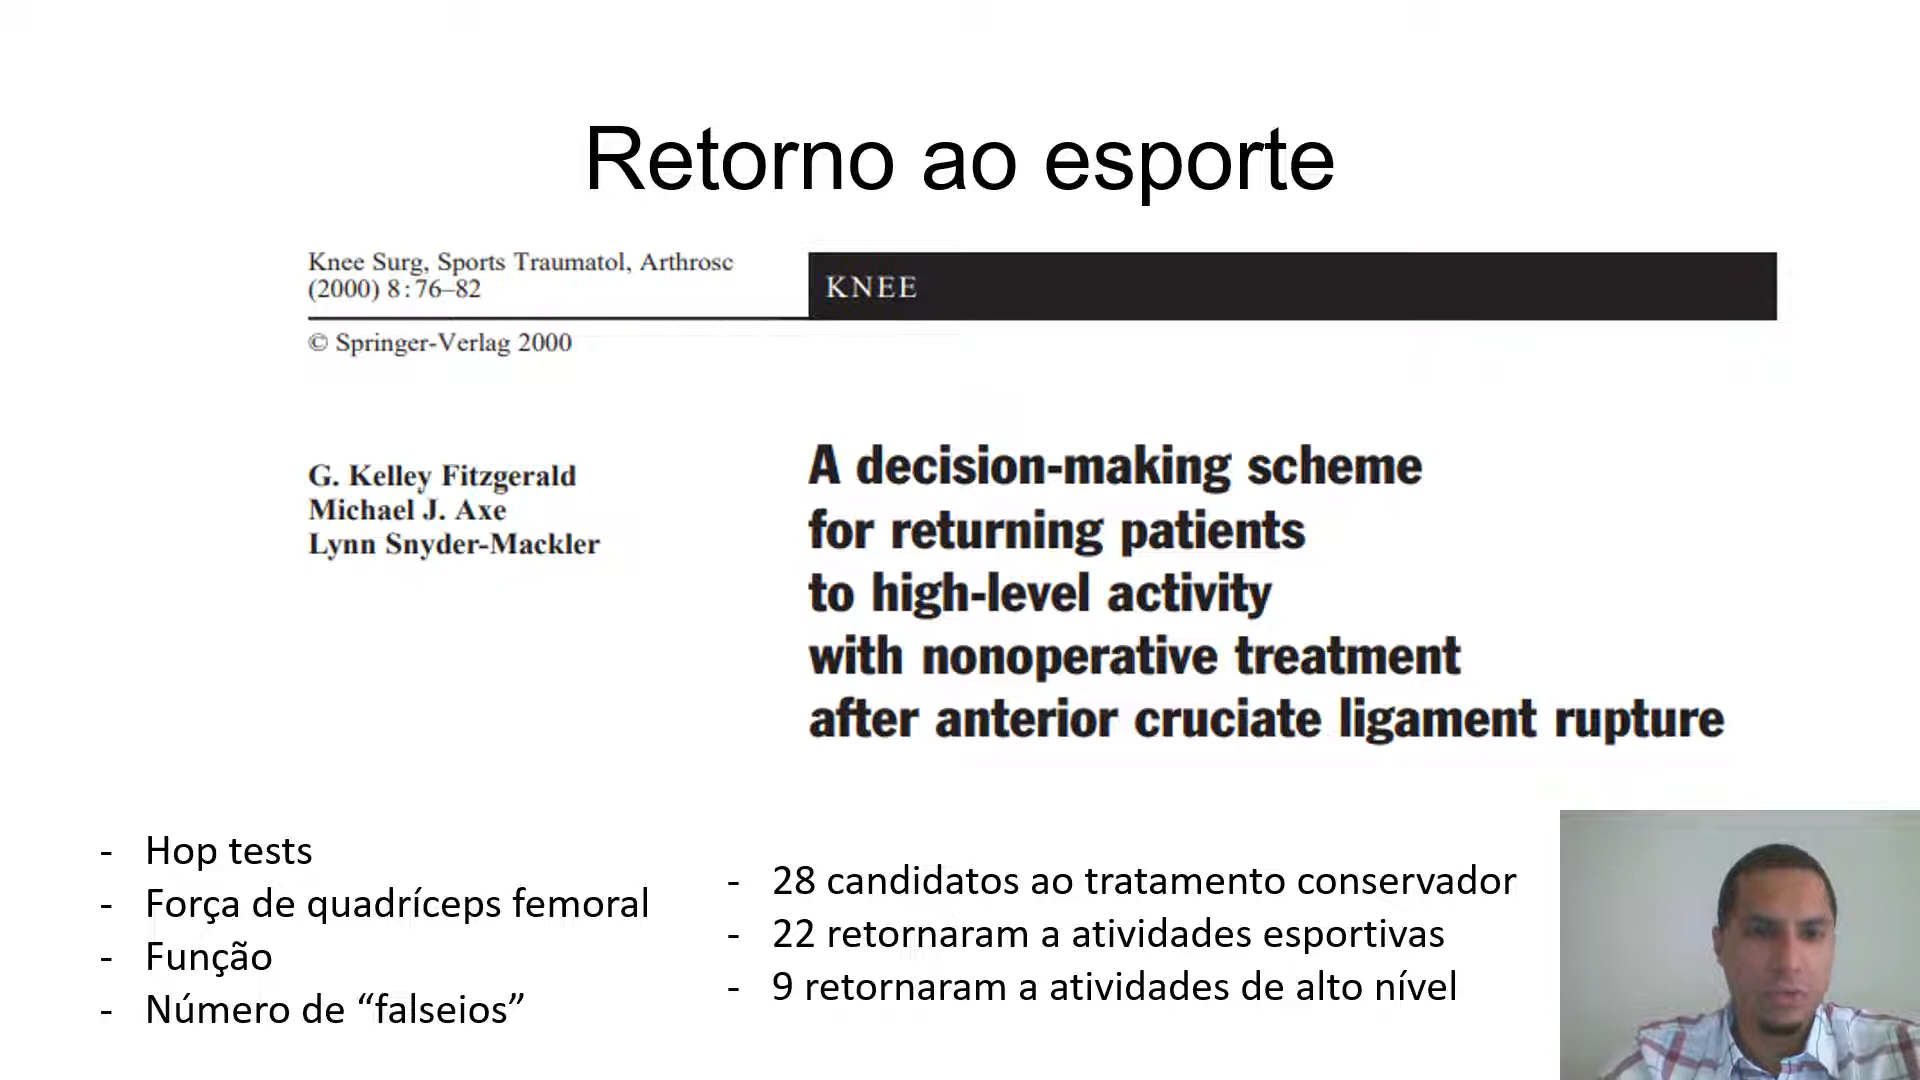 Retorno ao esporte
Knee Surg, Sports Traumatol, Arthrosc
(2000) 8 : 76–82
KNEE
© Springer-Verlag 2000
G. Kelley Fitzgerald
Michael J. Axe
Lynn Snyder-Mackler
A decision-making scheme
for returning patients
to high-level activity
with nonoperative treatment
after anterior cruciate ligament rupture
- Hop tests
- Força de quadríceps femoral
- Função
- Número de “falseios”
- 28 candidatos ao tratamento conservador
- 22 retornaram a atividades esportivas
- 9 retornaram a atividades de alto nível